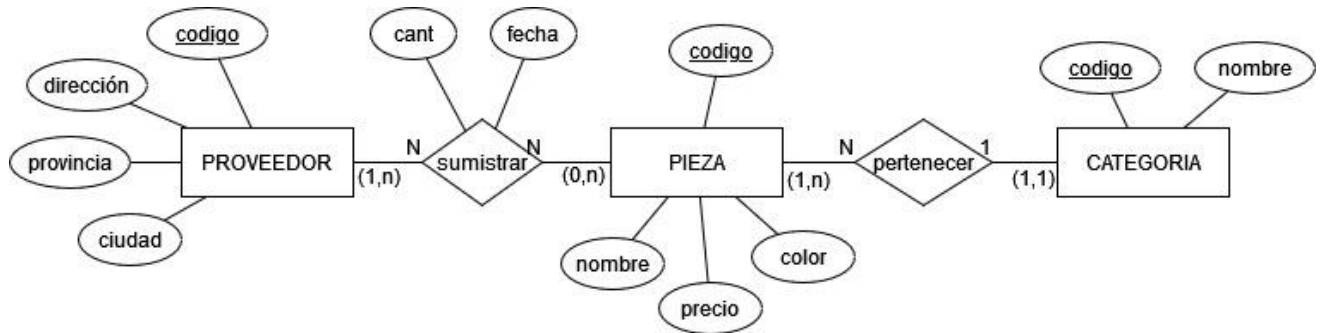 codigo
cant
fecha
codigo
codigo
nombre
dirección
provincia
PROVEEDOR
(1,n)
N
sumistrar
N
(0,n)
PIEZA
(1,n)
N
pertenecer
1
(1,1)
CATEGORIA
ciudad
nombre
precio
color